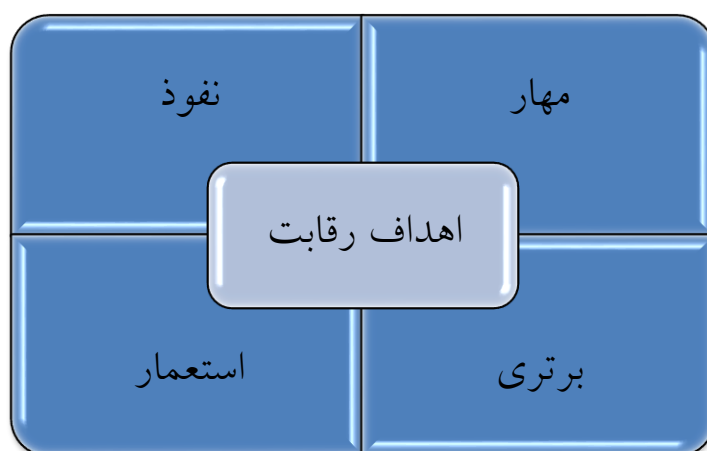 مهار
نفوذ
اهداف رقابت
برتری
استعمار